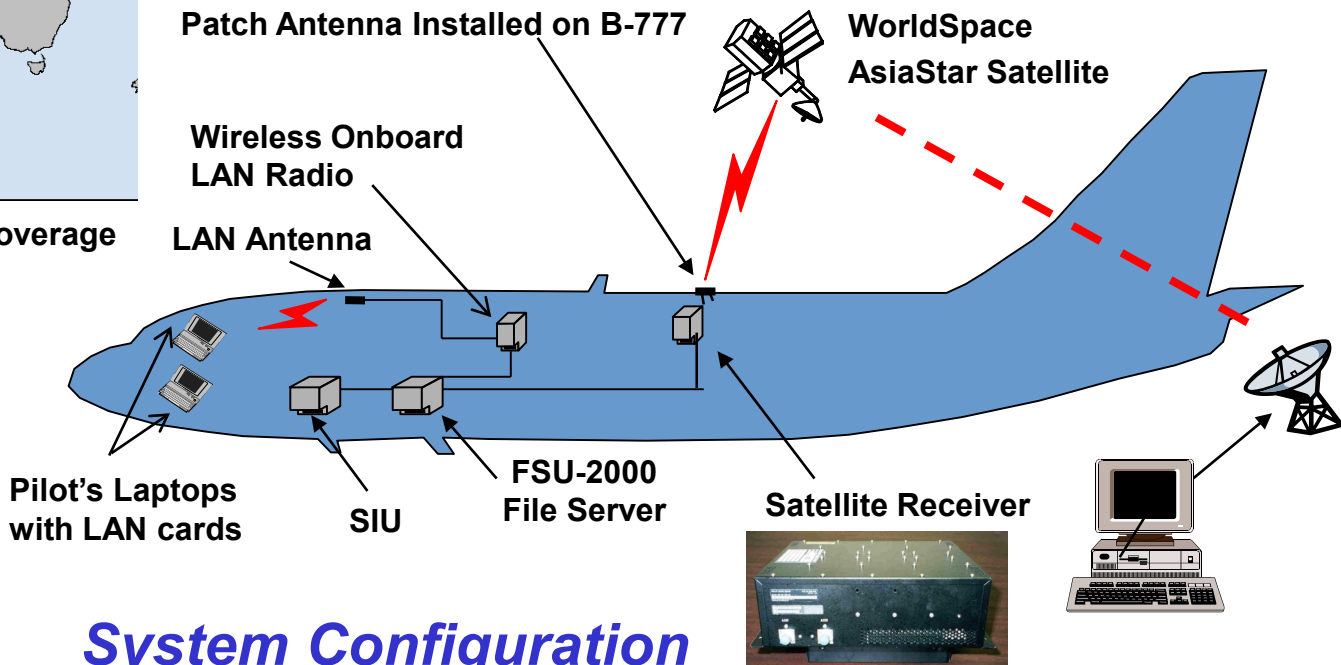 Patch Antenna Installed on B-777
WorldSpace
AsiaStar Satellite
Wireless Onboard
LAN Radio
overage
LAN Antenna
Pilot's Laptops
with LAN cards
SIU
FSU-2000
File Server
Satellite Receiver
System Configuration